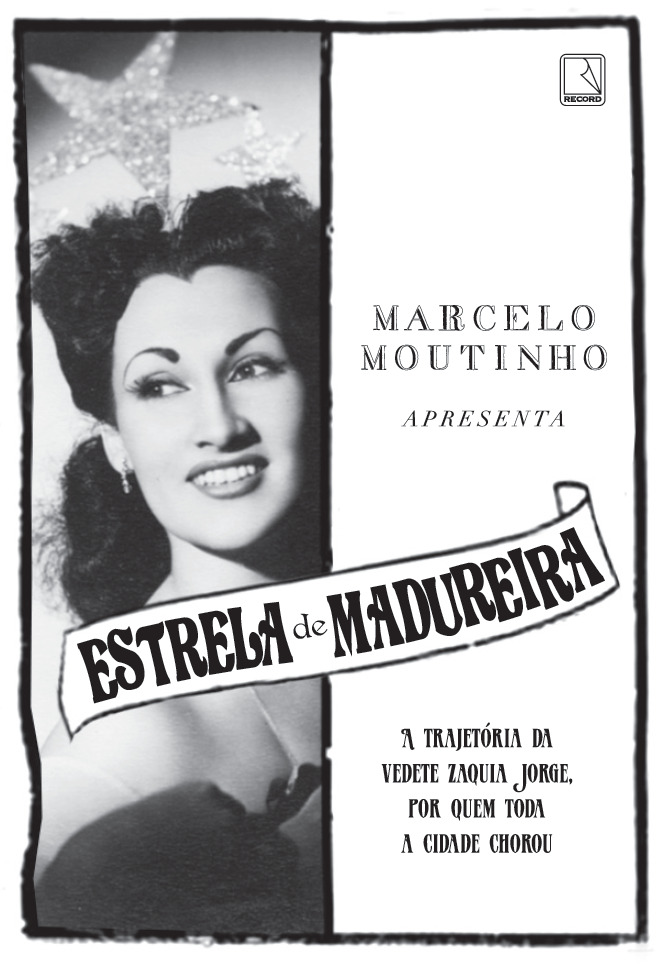 RECORD
MARCELO
MOUTINHO
APRESENTA
ESTRELA de MADUREIRA
A TRAJETÓRIA DA
VEDETE ZAQUIA JORGE,
POR QUEM TODA
A CIDADE CHOROU